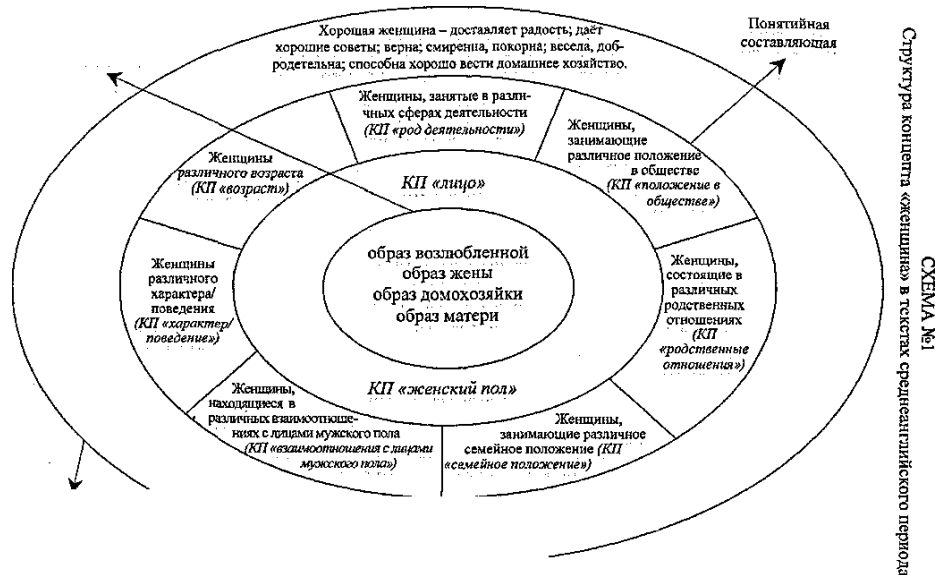 СХЕМА №1
Структура концепта «женщина» в текстах среднеанглийского периода
Понятийная
составляющая
Хорошая женщина – доставляет радость; даёт
хорошие советы; верна; смиренна, покорна; весела, доб-
родетельна; способна хорошо вести домашнее хозяйство.
Женщины, занятые в разли-
чных сферах деятельности
(КП «род деятельности»)
Женщины,
занимающие
различное положение
в обществе
(КП «положение в
обществе»)
Женщины
различного возраста
(КП «возраст»)
КП «лицо»
образ возлюбленной
образ жены
образ домохозяйки
образ матери
Женщины
различного
характера/
поведения
(КП «характер/
поведение»)
Женщины,
состоящие в
различных
родственных
отношениях
(КП
«родственные
отношения»)
КП «женский пол»
Женщины,
находящиеся в
различных взаимоотноше-
ниях с лицами мужского пола
(КП «взаимоотношения с лицами
мужского пола»)
Женщины,
занимающие различное
семейное положение (КП
«семейное положение»)